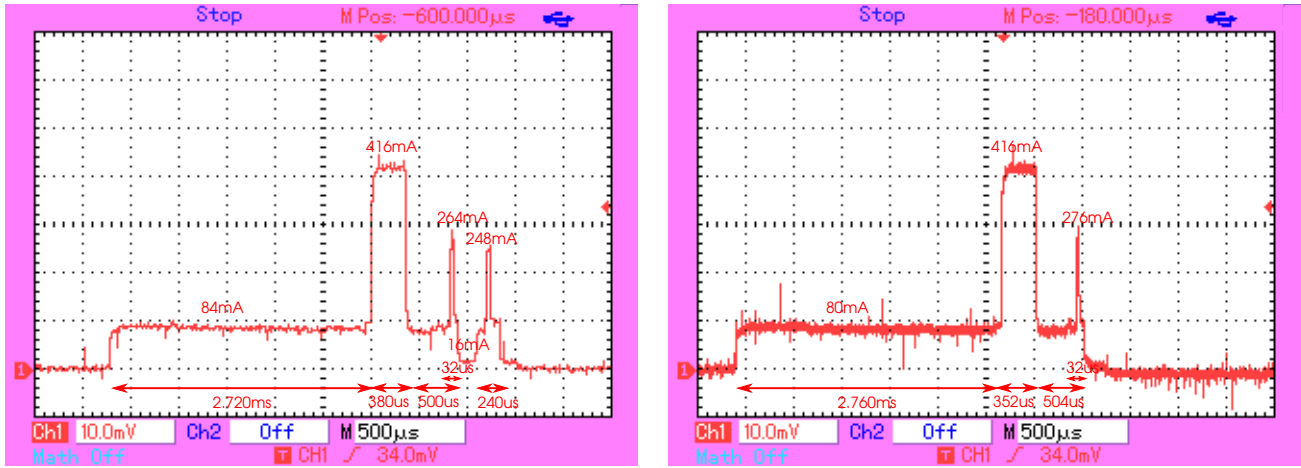 Stop
M Pos: -600.000µs
416mA
264mA
248mA
84mA
16mA
32us
2.720ms
380us
500us
240us
1
Ch1 10.0mV Ch2 Off M 500µs
Math Off
T CH1 34.0mV
Stop
M Pos: -180.000µs
416mA
276mA
80mA
32us
2.760ms
352us
504us
1
Ch1 10.0mV Ch2 Off M 500µs
Math Off
T CH1 34.0mV